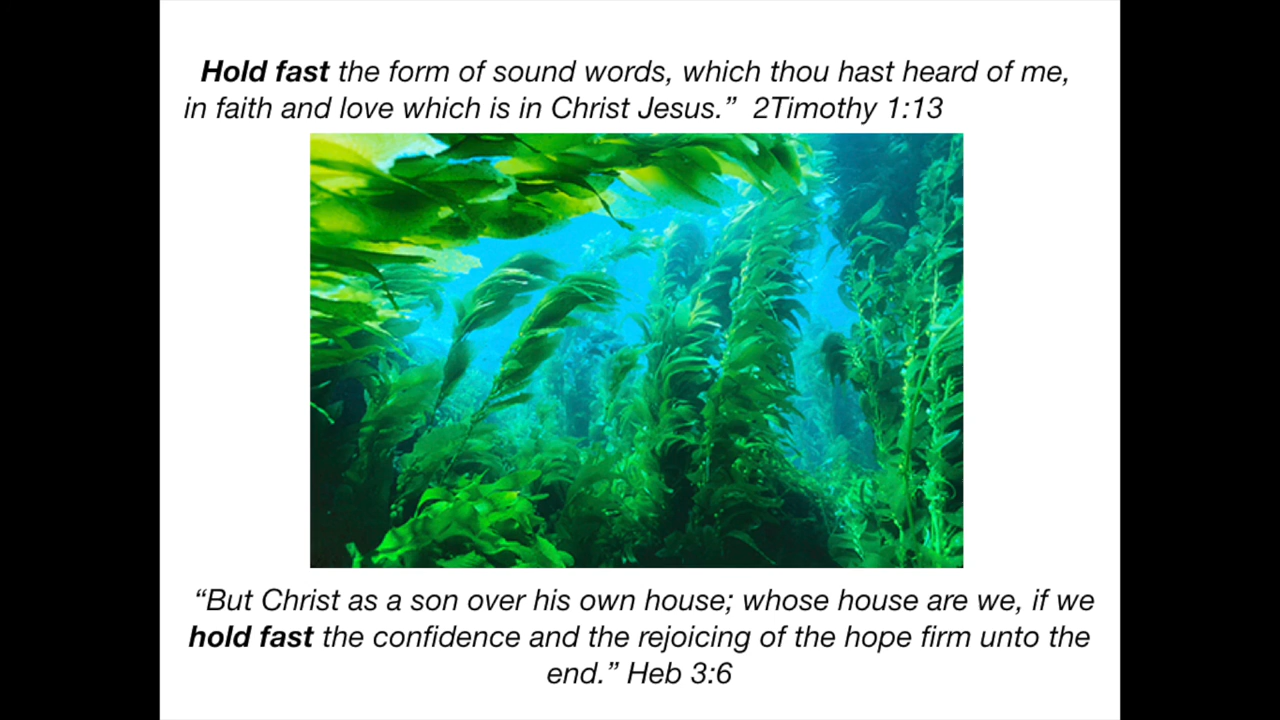 Hold fast the form of sound words, which thou hast heard of me,
in faith and love which is in Christ Jesus.” 2Timothy 1:13
“But Christ as a son over his own house; whose house are we, if we
hold fast the confidence and the rejoicing of the hope firm unto the
end.” Heb 3:6